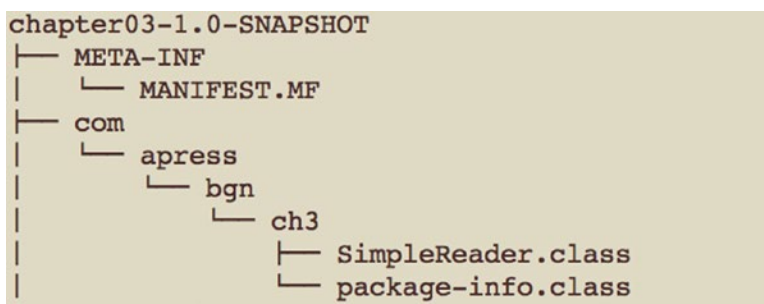 chapter03-1.0-SNAPSHOT
├── META-INF
│   └── MANIFEST.MF
├── com
│   └── apress
│       └── bgn
│           └── ch3
│               ├── SimpleReader.class
│               └── package-info.class